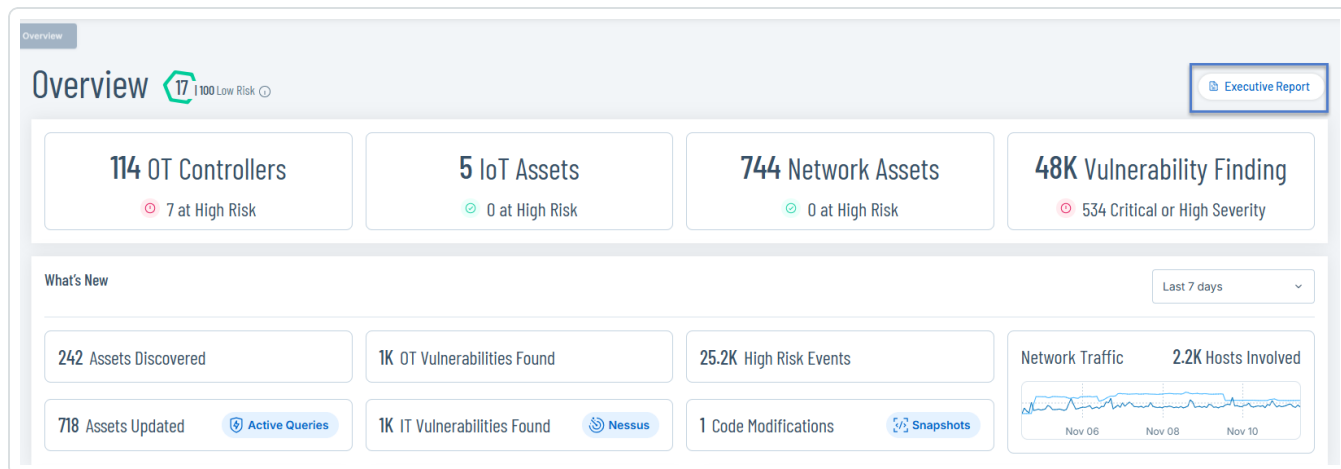 Overview
Overview 17 | 100 Low Risk
Executive Report
114 OT Controllers
7 at High Risk
5 IoT Assets
0 at High Risk
744 Network Assets
0 at High Risk
48K Vulnerability Finding
534 Critical or High Severity
What's New
Last 7 days
242 Assets Discovered
1K OT Vulnerabilities Found
25.2K High Risk Events
Network Traffic 2.2K Hosts Involved
718 Assets Updated Active Queries
1K IT Vulnerabilities Found Nessus
1 Code Modifications Snapshots
Nov 06 Nov 08 Nov 10